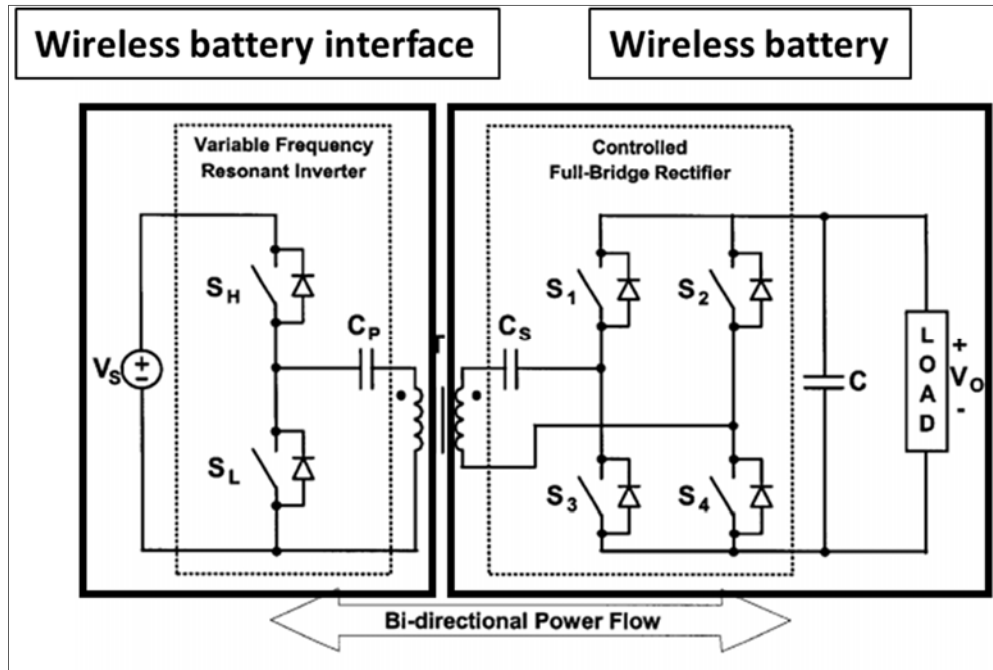 Wireless battery interface
Wireless battery
Variable Frequency
Resonant Inverter
Controlled
Full-Bridge Rectifier
S_H
S_1
S_2
C_P
T
C_S
V_S
+
-
C
LOAD
+
V_O
-
S_L
S_3
S_4
Bi-directional Power Flow